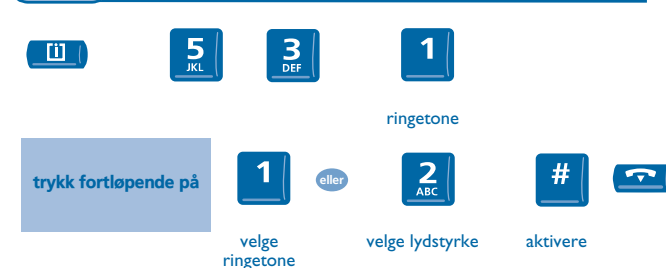 i 5 JKL 3 DEF 1
ringetone
trykk fortløpende på 1 eller 2 ABC #
velge ringetone velge lydstyrke aktivere